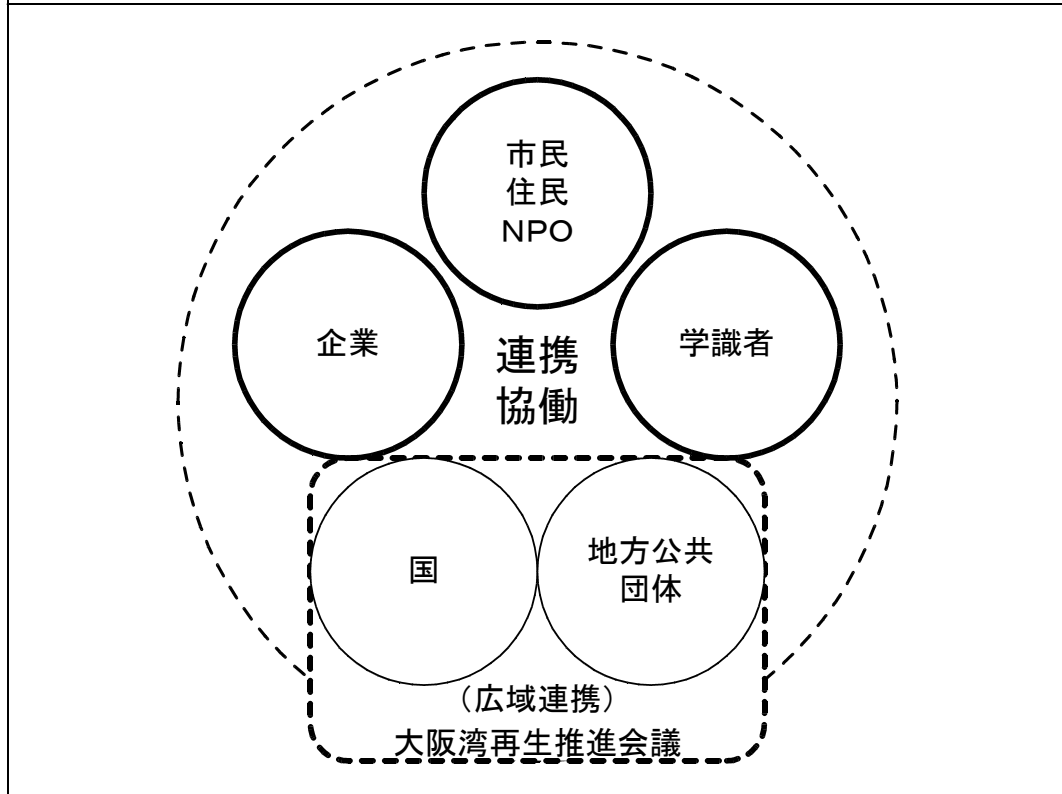 市民
住民
NPO
企業
連携
協働
学識者
国
地方公共
団体
（広域連携）
大阪湾再生推進会議